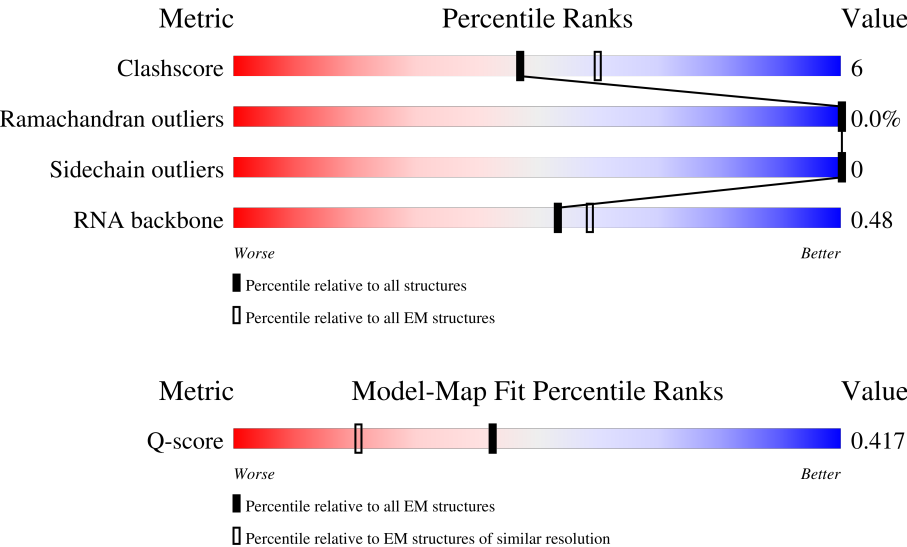 Metric Percentile Ranks Value
Clashscore 6
Ramachandran outliers 0.0%
Sidechain outliers 0
RNA backbone 0.48
Worse Better
Percentile relative to all structures
Percentile relative to all EM structures
Metric Model-Map Fit Percentile Ranks Value
Q-score 0.417
Worse Better
Percentile relative to all EM structures
Percentile relative to EM structures of similar resolution